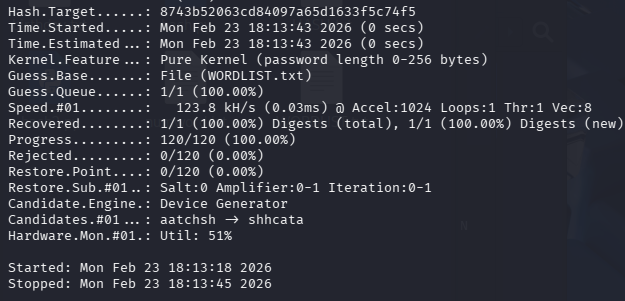 Hash.Target......: 8743b52063cd84097a65d1633f5c74f5
Time.Started.....: Mon Feb 23 18:13:43 2026 (0 secs)
Time.Estimated...: Mon Feb 23 18:13:43 2026 (0 secs)
Kernel.Feature...: Pure Kernel (password length 0-256 bytes)
Guess.Base.......: File (WORDLIST.txt)
Guess.Queue......: 1/1 (100.00%)
Speed.#01........:   123.8 kH/s (0.03ms) @ Accel:1024 Loops:1 Thr:1 Vec:8
Recovered........: 1/1 (100.00%) Digests (total), 1/1 (100.00%) Digests (new)
Progress.........: 120/120 (100.00%)
Rejected.........: 0/120 (0.00%)
Restore.Point....: 0/120 (0.00%)
Restore.Sub.#01..: Salt:0 Amplifier:0-1 Iteration:0-1
Candidate.Engine.: Device Generator
Candidates.#01...: aatchsh -> shhcata
Hardware.Mon.#01.: Util: 51%

Started: Mon Feb 23 18:13:18 2026
Stopped: Mon Feb 23 18:13:45 2026